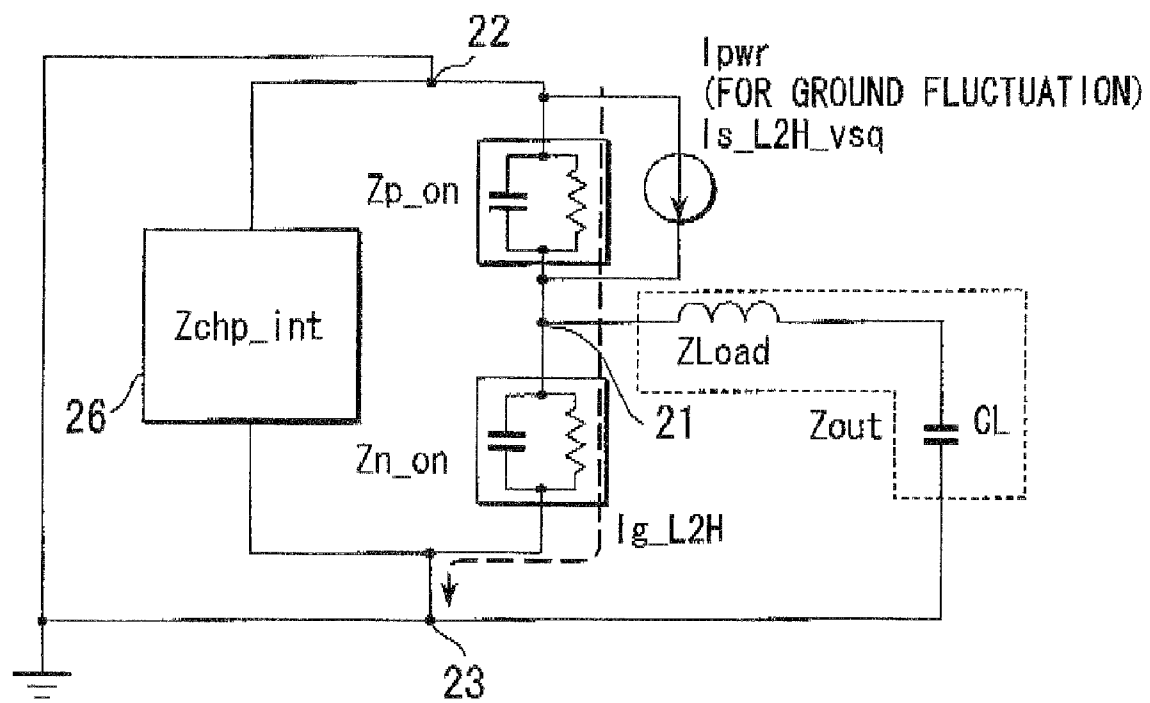 22
Ipwr
(FOR GROUND FLUCTUATION)
Is_L2H_vsq
Zp_on
Zchp_int
ZLoad
26
21
Zout
CL
Zn_on
Ig_L2H
23